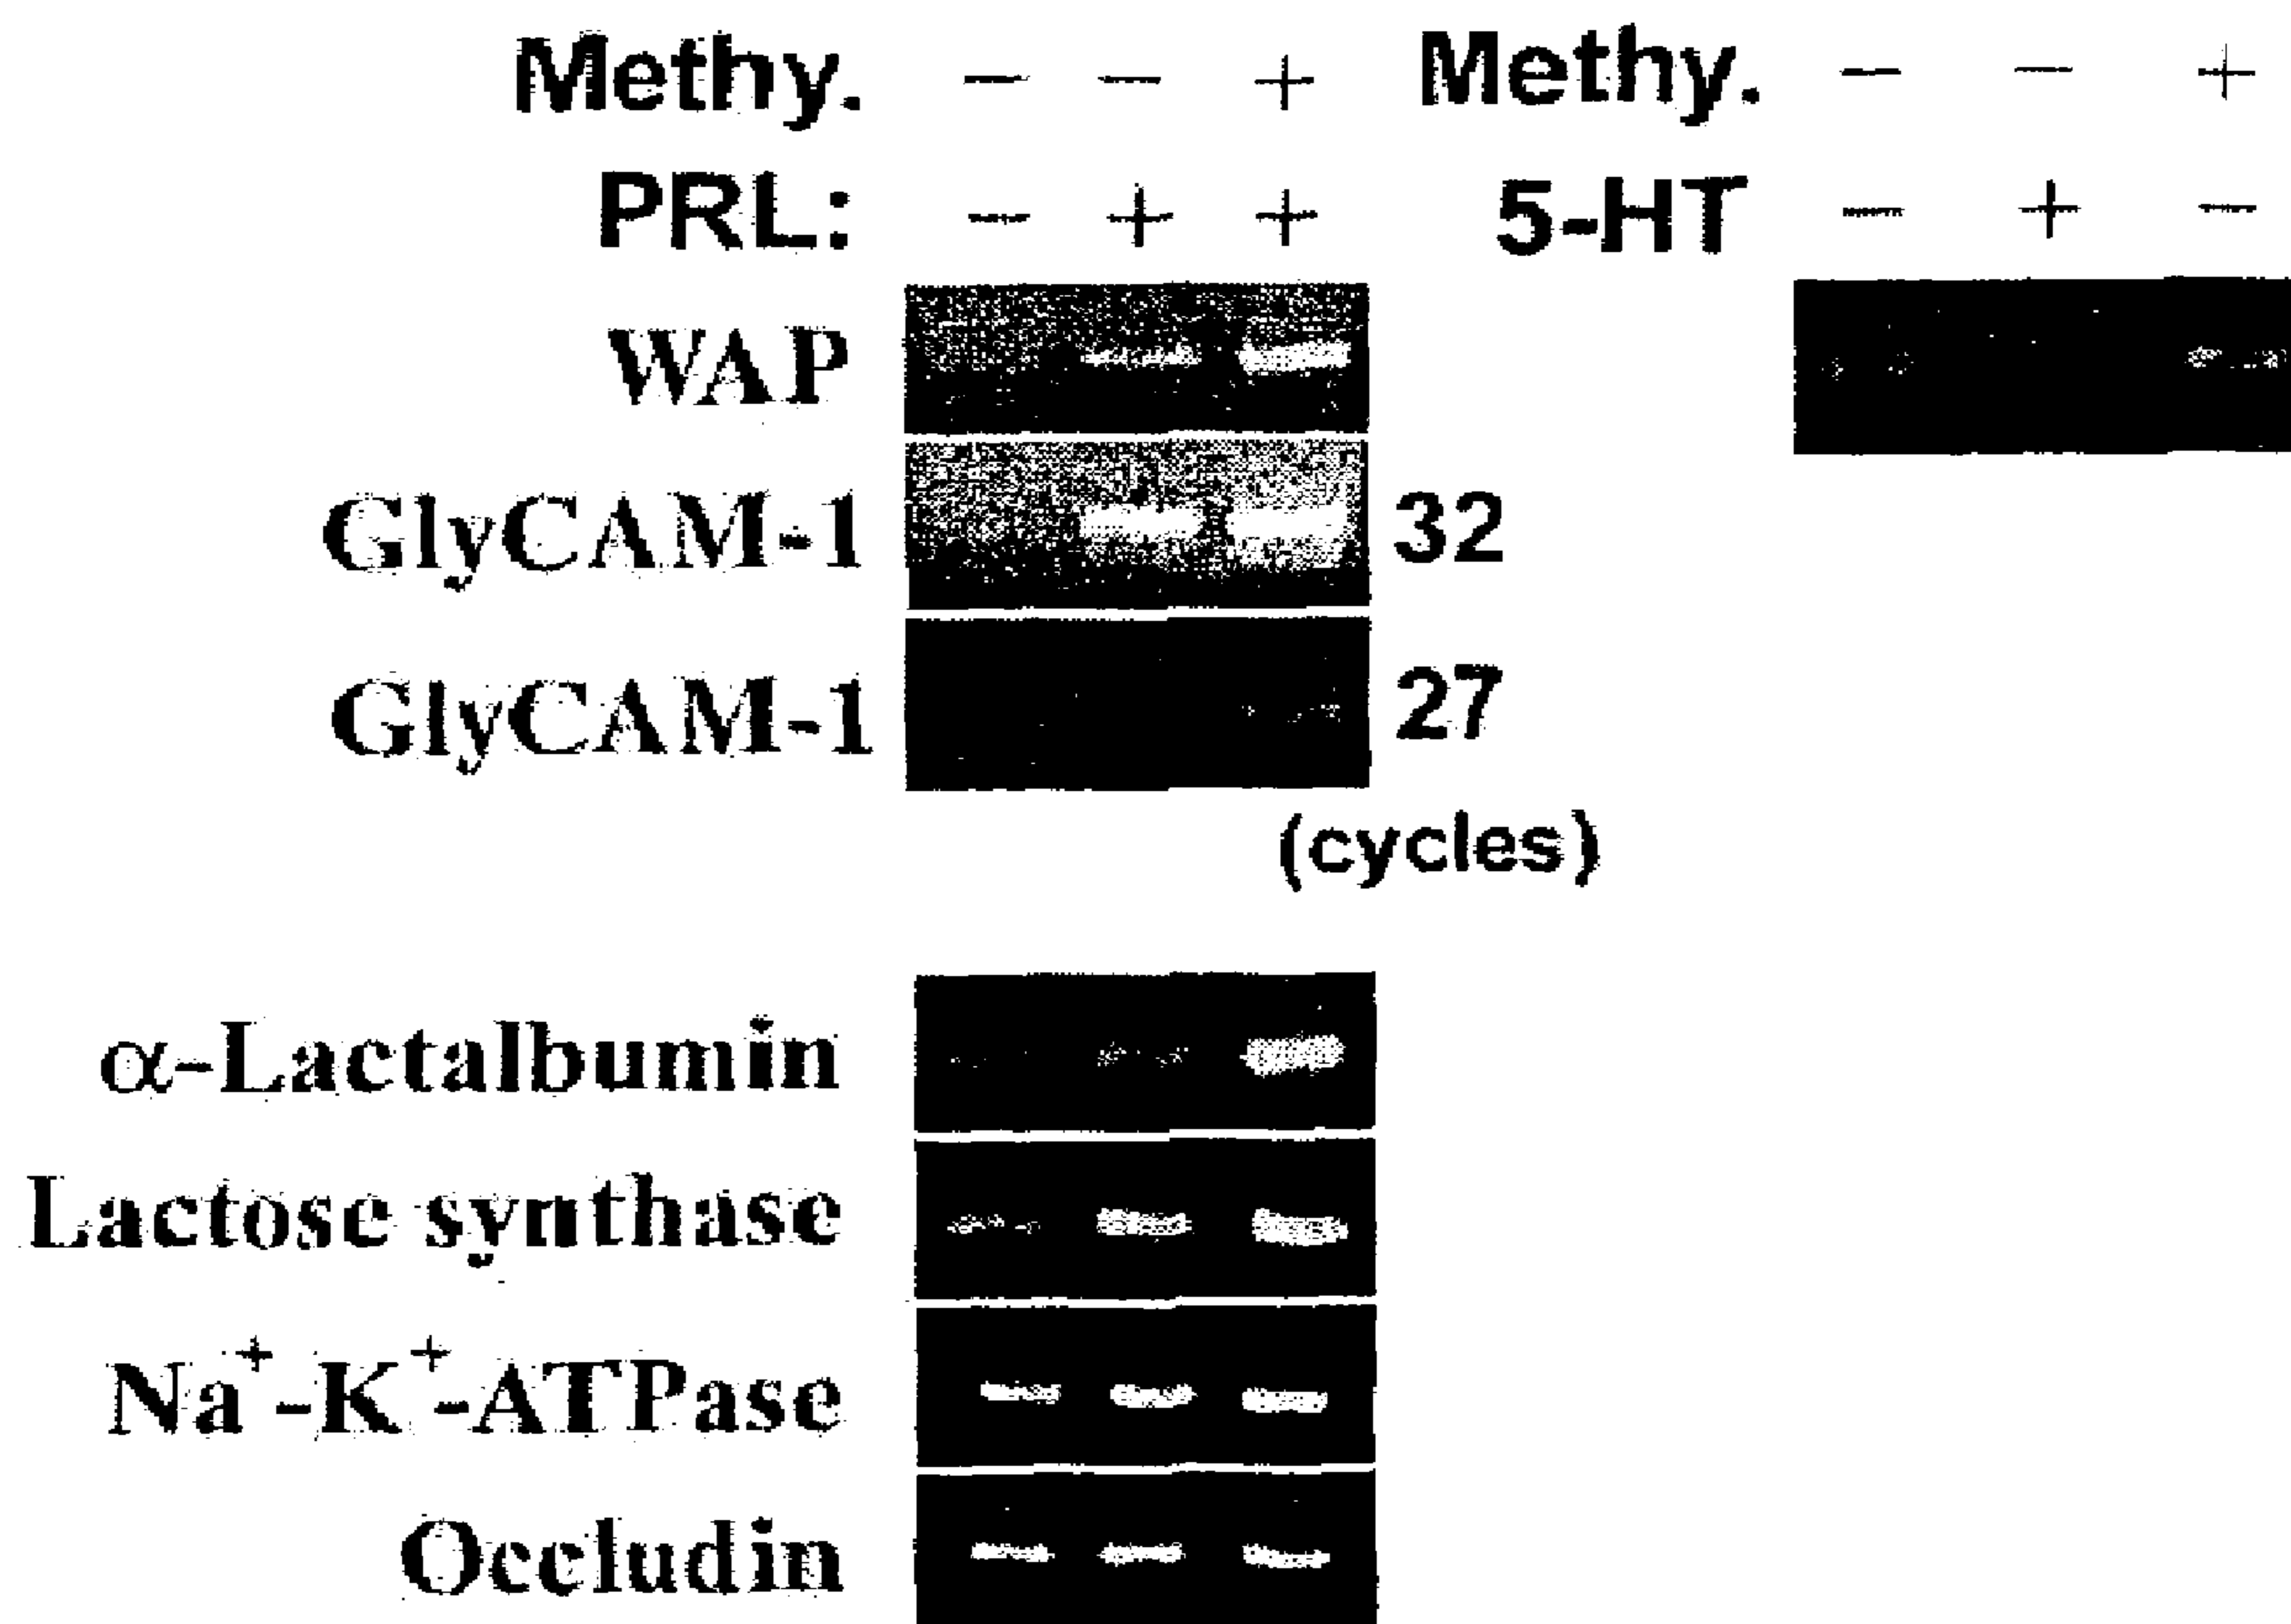 Methy. − − + Methy. − − +
PRL: − + + 5-HT − + −
WAP
GlyCAM-1 32
GlyCAM-1 27
(cycles)
α-Lactalbumin
Lactose synthase
Na⁺-K⁺-ATPase
Occludin